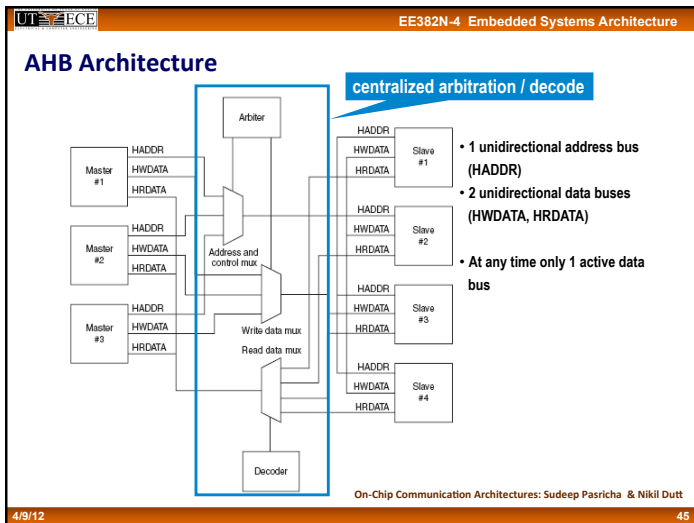 UT ECE
EE382N-4 Embedded Systems Architecture
AHB Architecture
centralized arbitration / decode
Arbiter
Master
#1
HADDR
HWDATA
HRDATA
Master
#2
HADDR
HWDATA
HRDATA
Master
#3
HADDR
HWDATA
HRDATA
Address and
control mux
Write data mux
Read data mux
Decoder
HADDR
HWDATA
HRDATA
Slave
#1
HADDR
HWDATA
HRDATA
Slave
#2
HADDR
HWDATA
HRDATA
Slave
#3
HADDR
HWDATA
HRDATA
Slave
#4
• 1 unidirectional address bus
(HADDR)
• 2 unidirectional data buses
(HWDATA, HRDATA)
• At any time only 1 active data
bus
On-Chip Communication Architectures: Sudeep Pasricha & Nikil Dutt
4/9/12
45